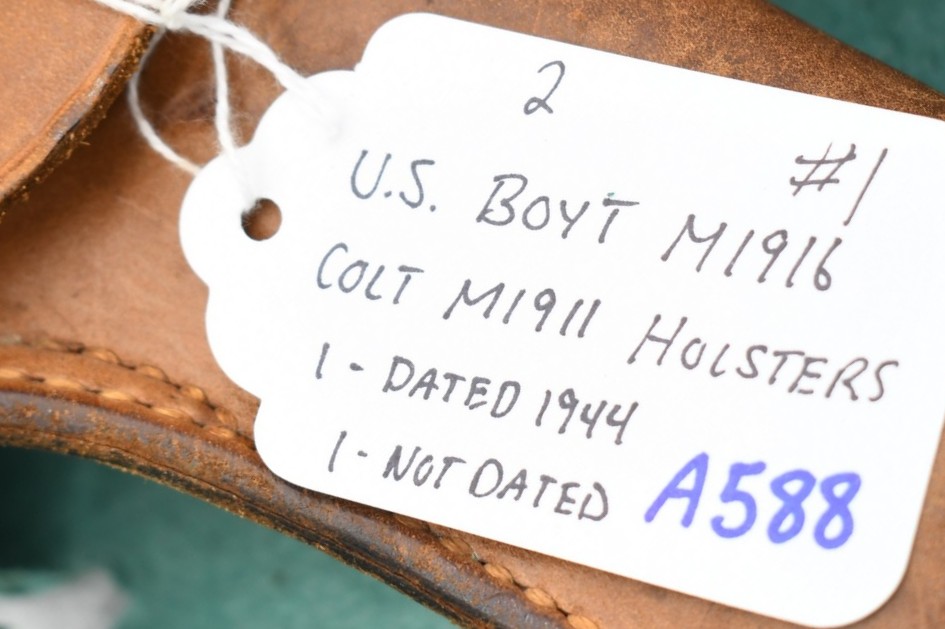 2
#1
U.S. BOYT M1916
COLT M1911 HOLSTERS
1 - DATED 1944
1 - NOT DATED A588